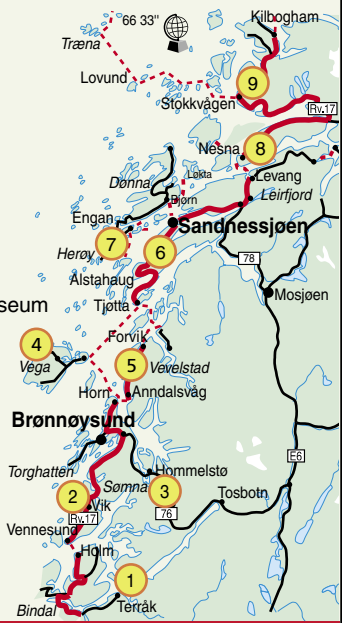 66 33"
Kilbogham
Træna
Lovund
9
Stokkvågen
Rv.17
Nesna
8
Levang
Løkta
Dønna
Leirfjord
Bjørn
Engan
Sandnessjøen
7
Herøy
6
78
Alstahaug
Mosjøen
Tjøtta
seum
Forvik
4
5
Vevelstad
Vega
Horn
Anndalsvåg
Brønnøysund
E6
Torghatten
Hommelstø
Sømna
3
Tosbotn
2
Vik
Rv.17
76
Vennesund
Holm
1
Bindal
Terråk